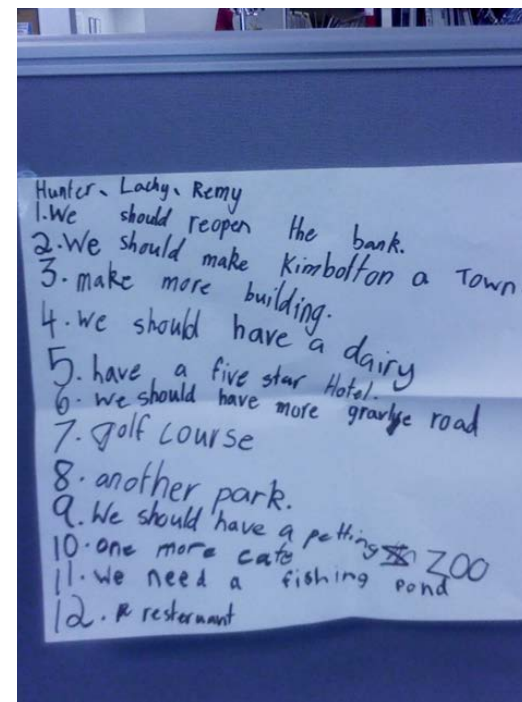 Hunter, Lachy, Remy
1. We should reopen the bank.
2. We should make Kimbolton a Town
3. make more building.
4. we should have a dairy
5. have a five star Hotel.
6. we should have more road
7. golf course
8. another park.
9. We should have a petting ZOO
10. one more cafe
11. we need a fishing pond
12. A resternant